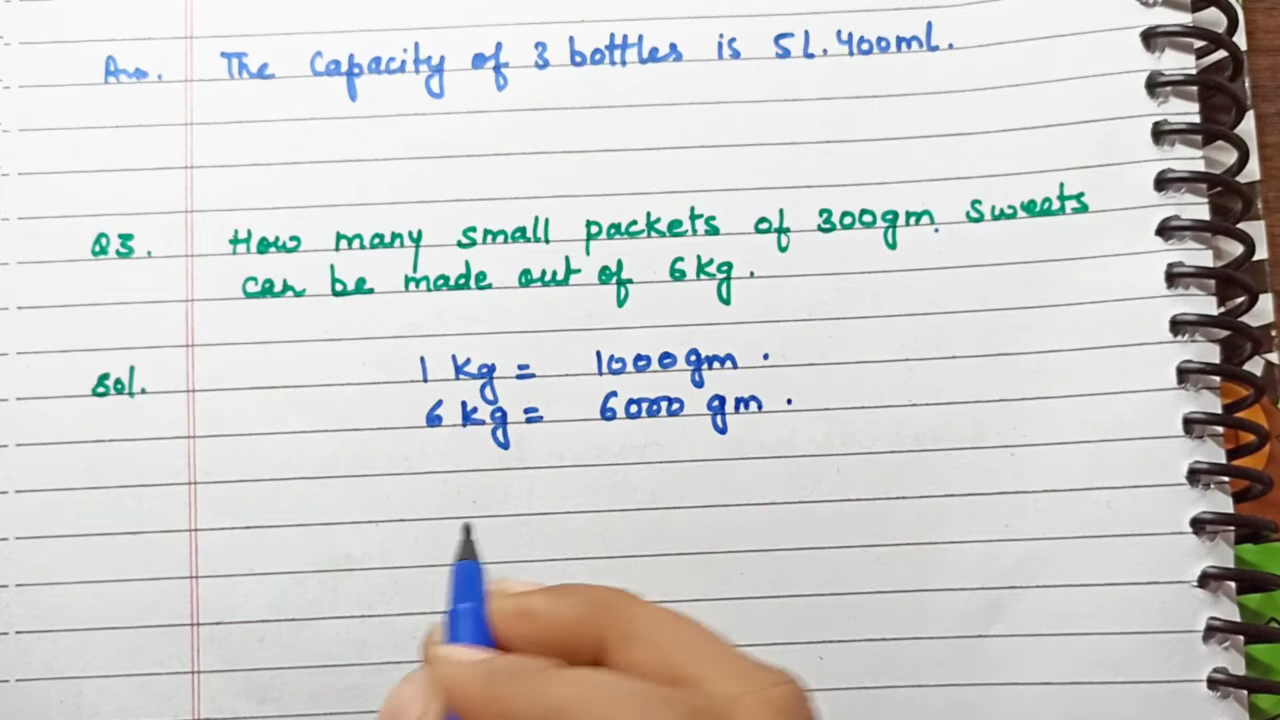 Ans. The capacity of 3 bottles is 5L.400mL.
Q3. How many small packets of 300gm. sweets
can be made out of 6kg.
Sol. 1 kg = 1000gm.
6 kg = 6000 gm.